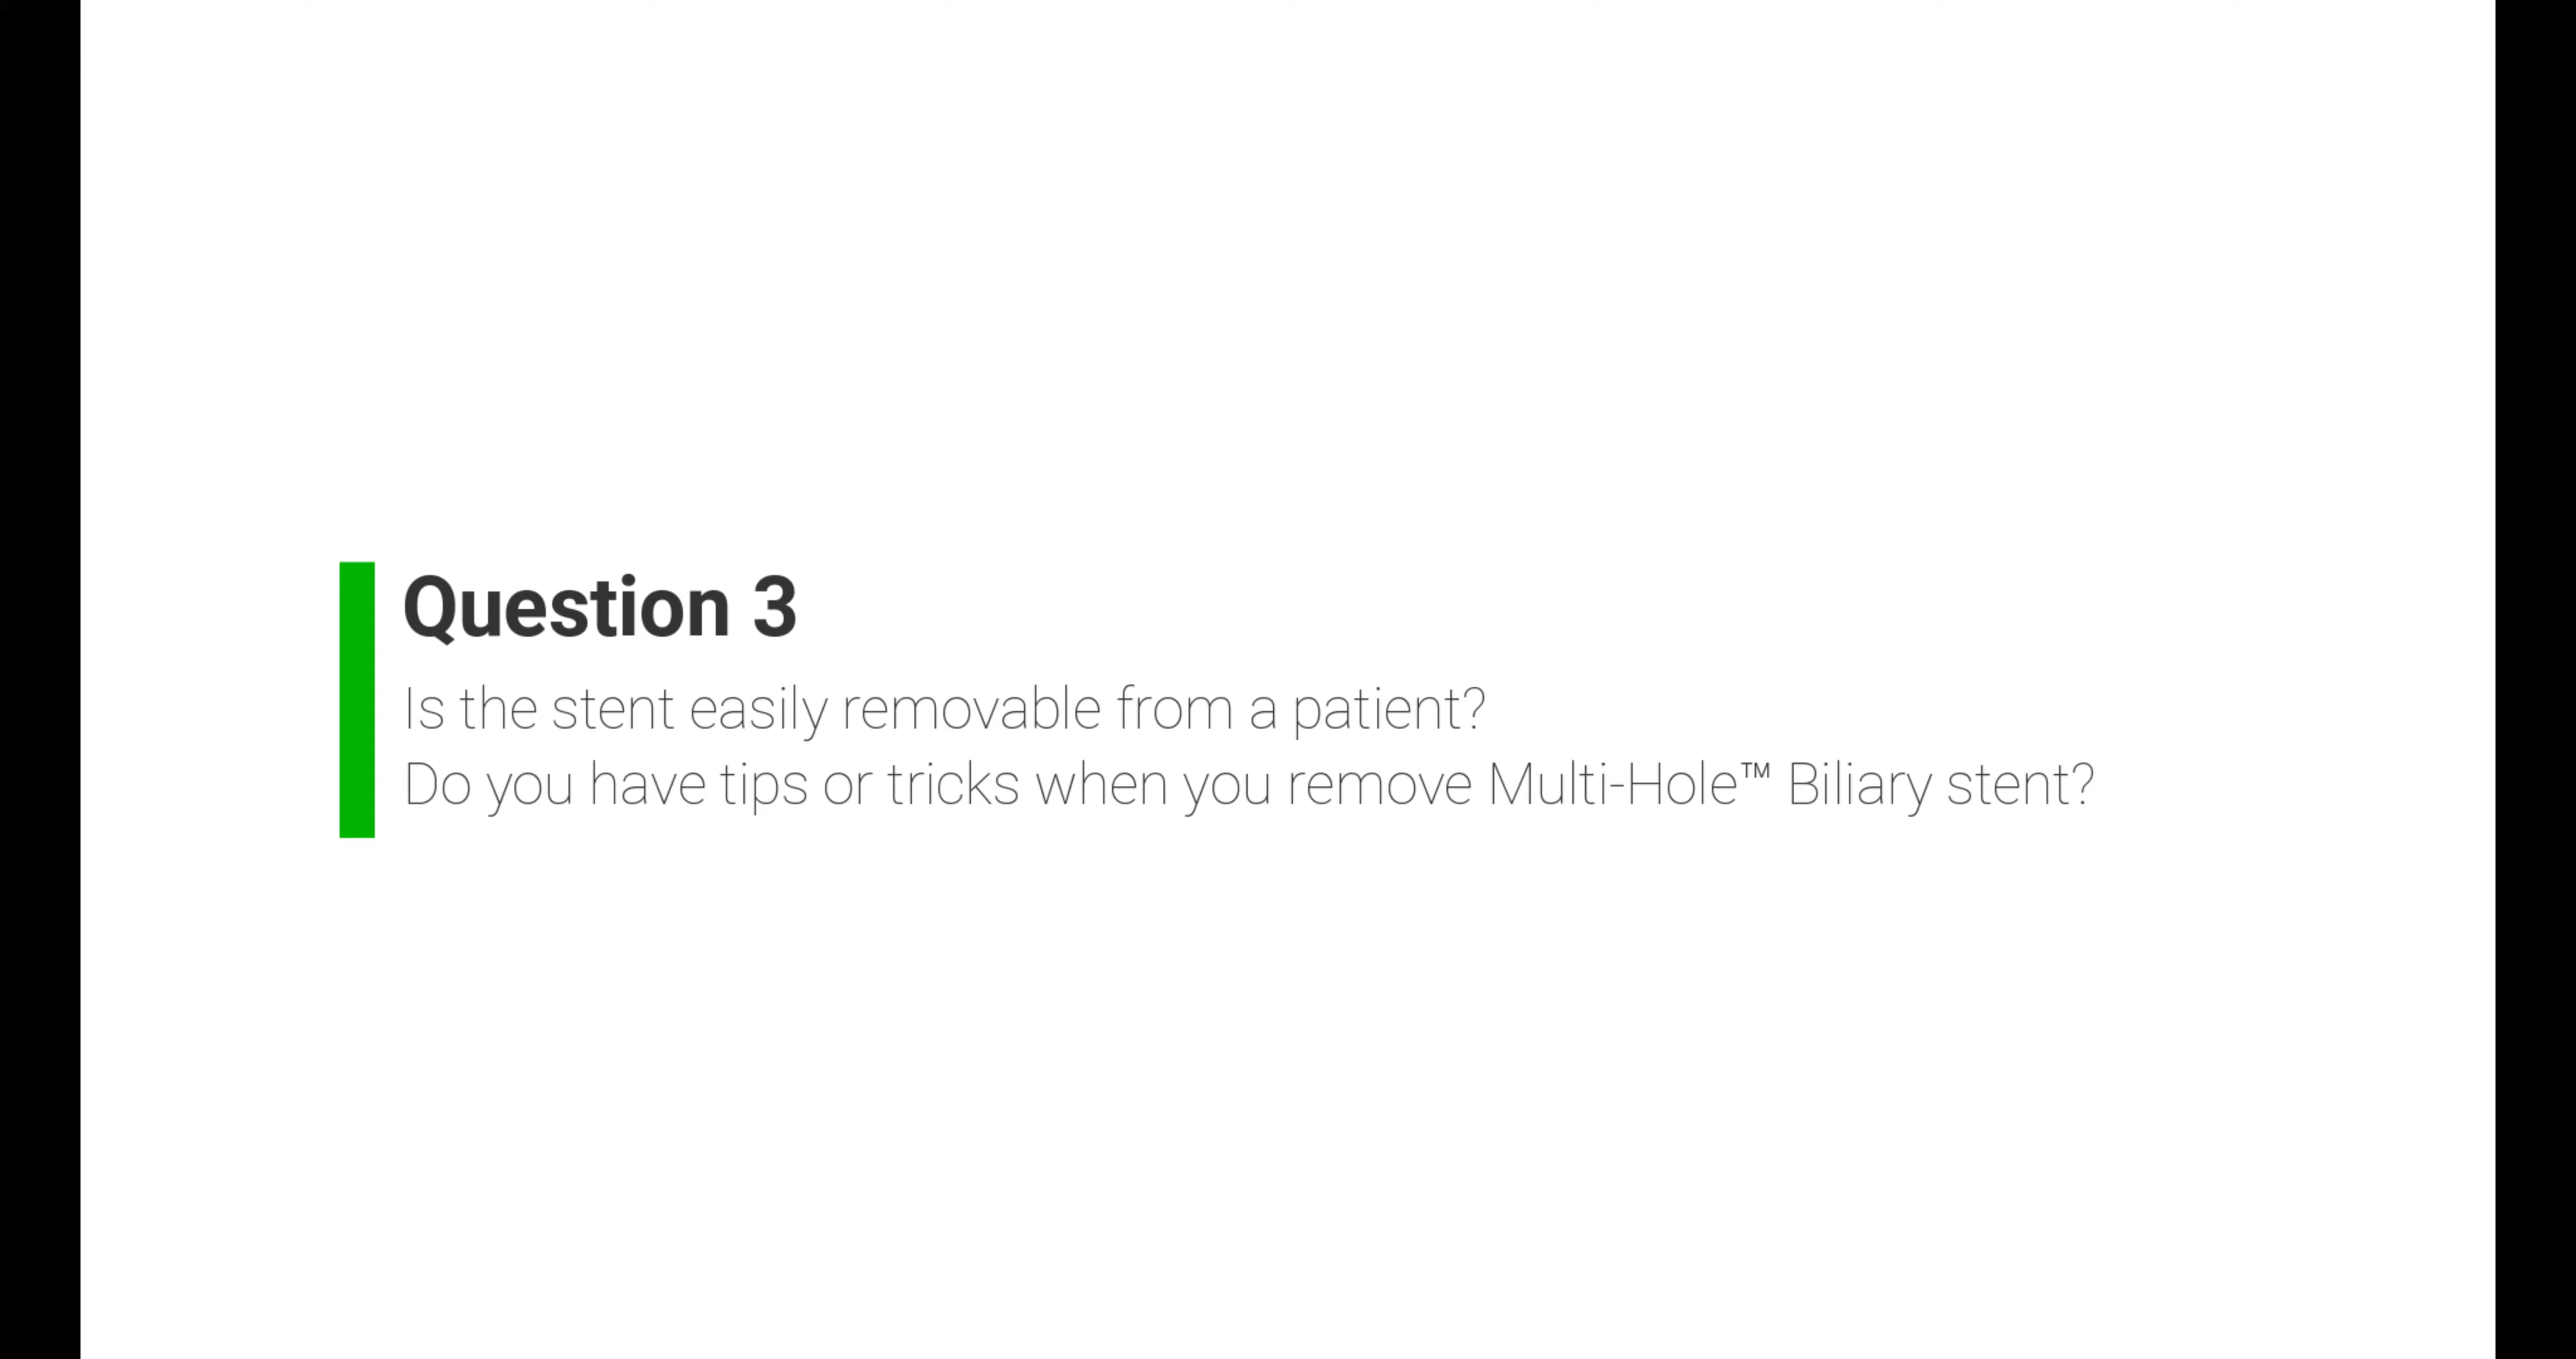 Question 3
Is the stent easily removable from a patient?
Do you have tips or tricks when you remove Multi-Hole™ Biliary stent?